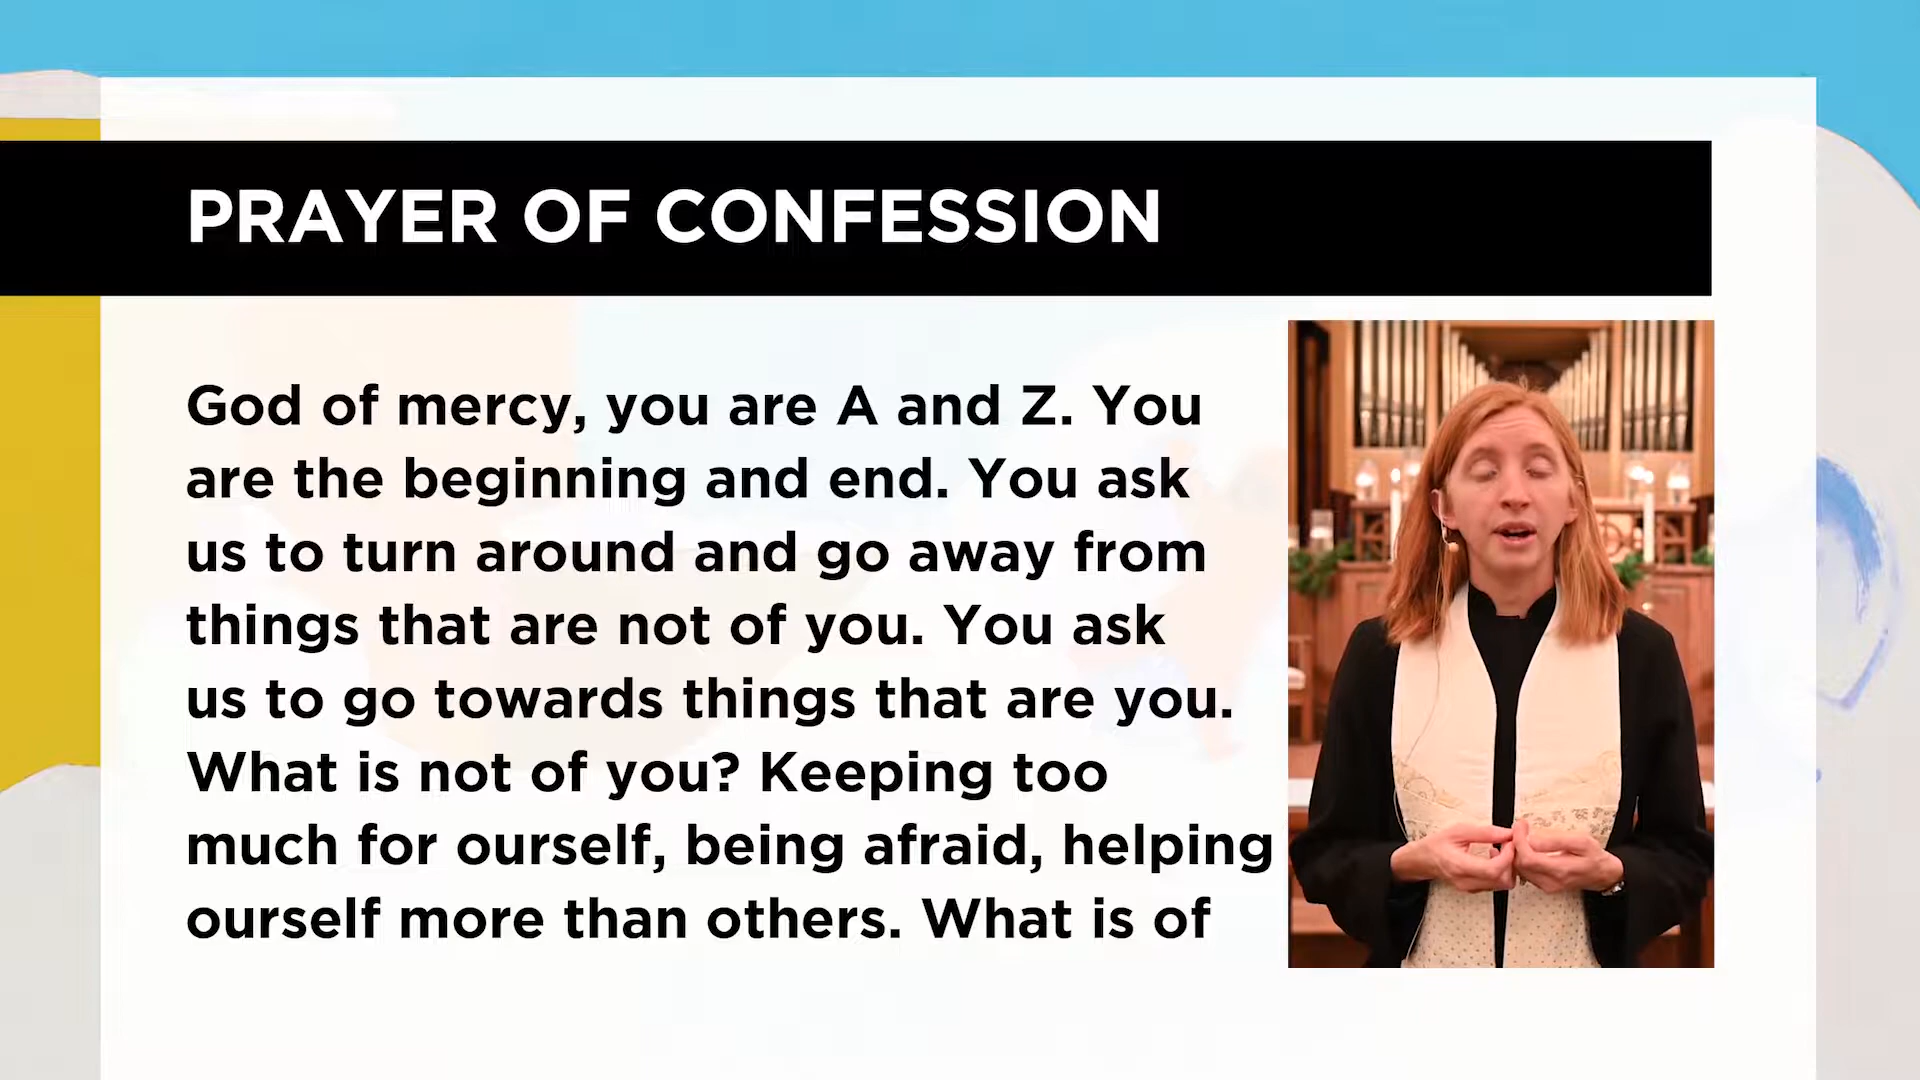 PRAYER OF CONFESSION
God of mercy, you are A and Z. You
are the beginning and end. You ask
us to turn around and go away from
things that are not of you. You ask
us to go towards things that are you.
What is not of you? Keeping too
much for ourself, being afraid, helping
ourself more than others. What is of